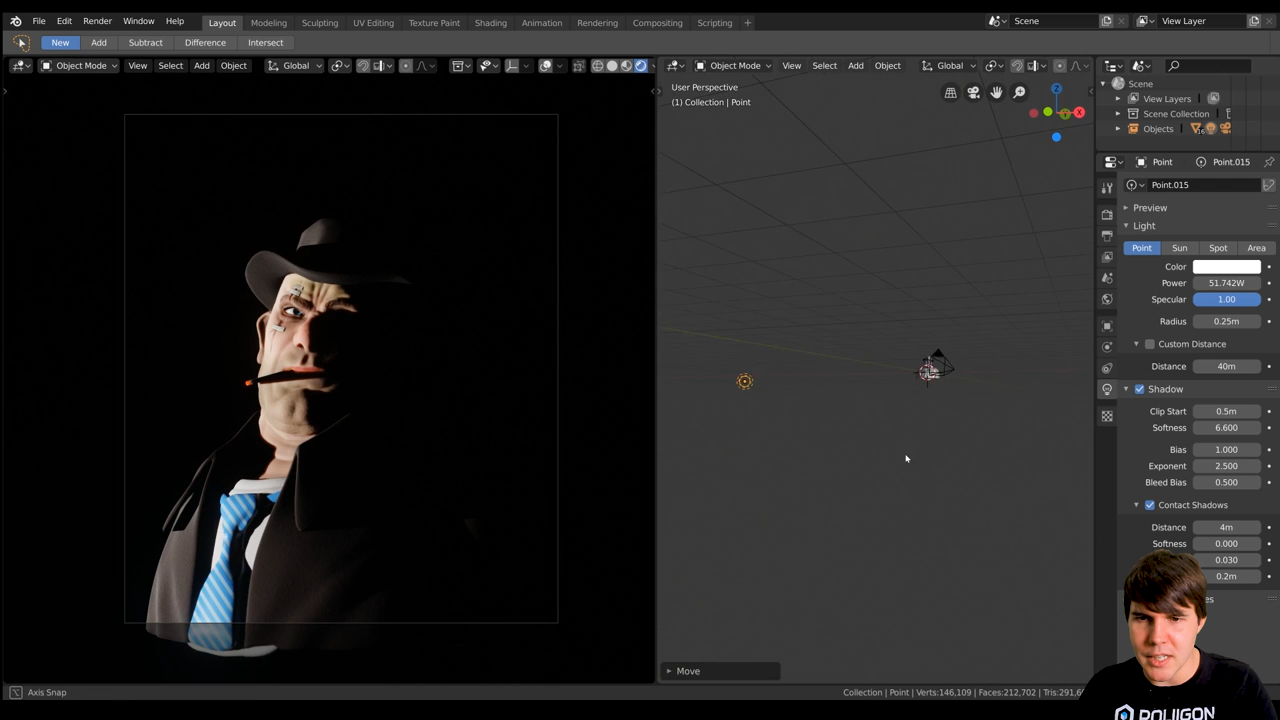 File Edit Render Window Help Layout Modeling Sculpting UV Editing Texture Paint Shading Animation Rendering Compositing Scripting + Scene View Layer
New Add Subtract Difference Intersect
Object Mode View Select Add Object Global
Object Mode View Select Add Object Global
User Perspective
(1) Collection | Point
Z
X
Y
Scene
View Layers
Scene Collection
Objects
Point Point.015
Point.015
Preview
Light
Point Sun Spot Area
Color
Power 51.742W
Specular 1.00
Radius 0.25m
Custom Distance
Distance 40m
Shadow
Clip Start 0.5m
Softness 6.600
Bias 1.000
Exponent 2.500
Bleed Bias 0.500
Contact Shadows
Distance 4m
Softness 0.000
0.030
0.2m
Move
Axis Snap
Collection | Point | Verts:146,109 | Faces:212,702 | Tris:291,6
POLIIGON